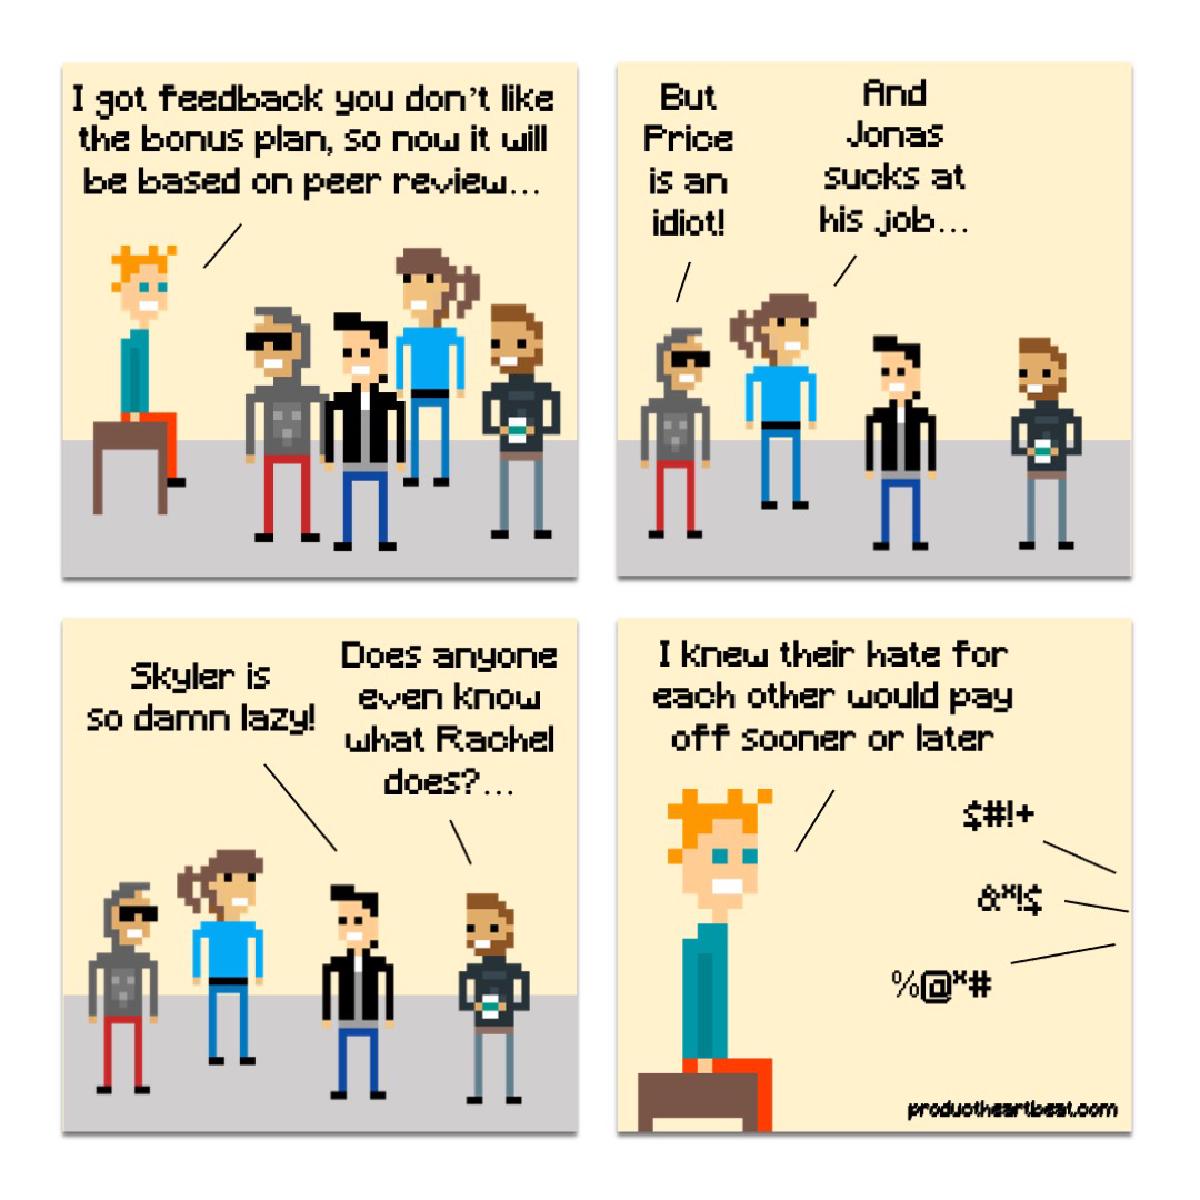 I got feedback you don't like
the bonus plan, so now it will
be based on peer review...
But
Price
is an
idiot!
And
Jonas
sucks at
his job...
Skyler is
so damn lazy!
Does anyone
even know
what Rachel
does?...
I knew their hate for
each other would pay
off sooner or later
$#!+
&*!$
%@*#
productheartbeat.com